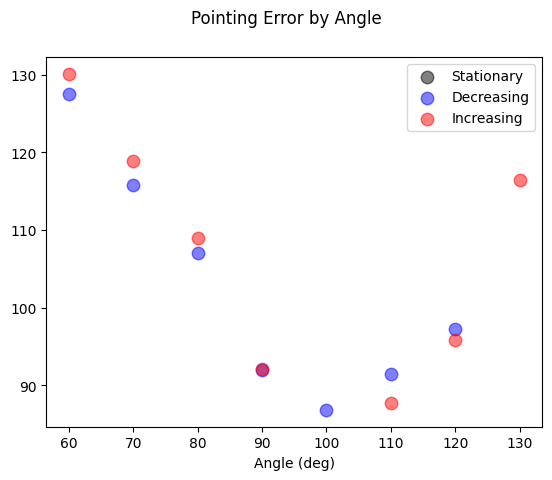 Pointing Error by Angle
Stationary
Decreasing
Increasing
130
120
110
100
90
60 70 80 90 100 110 120 130
Angle (deg)